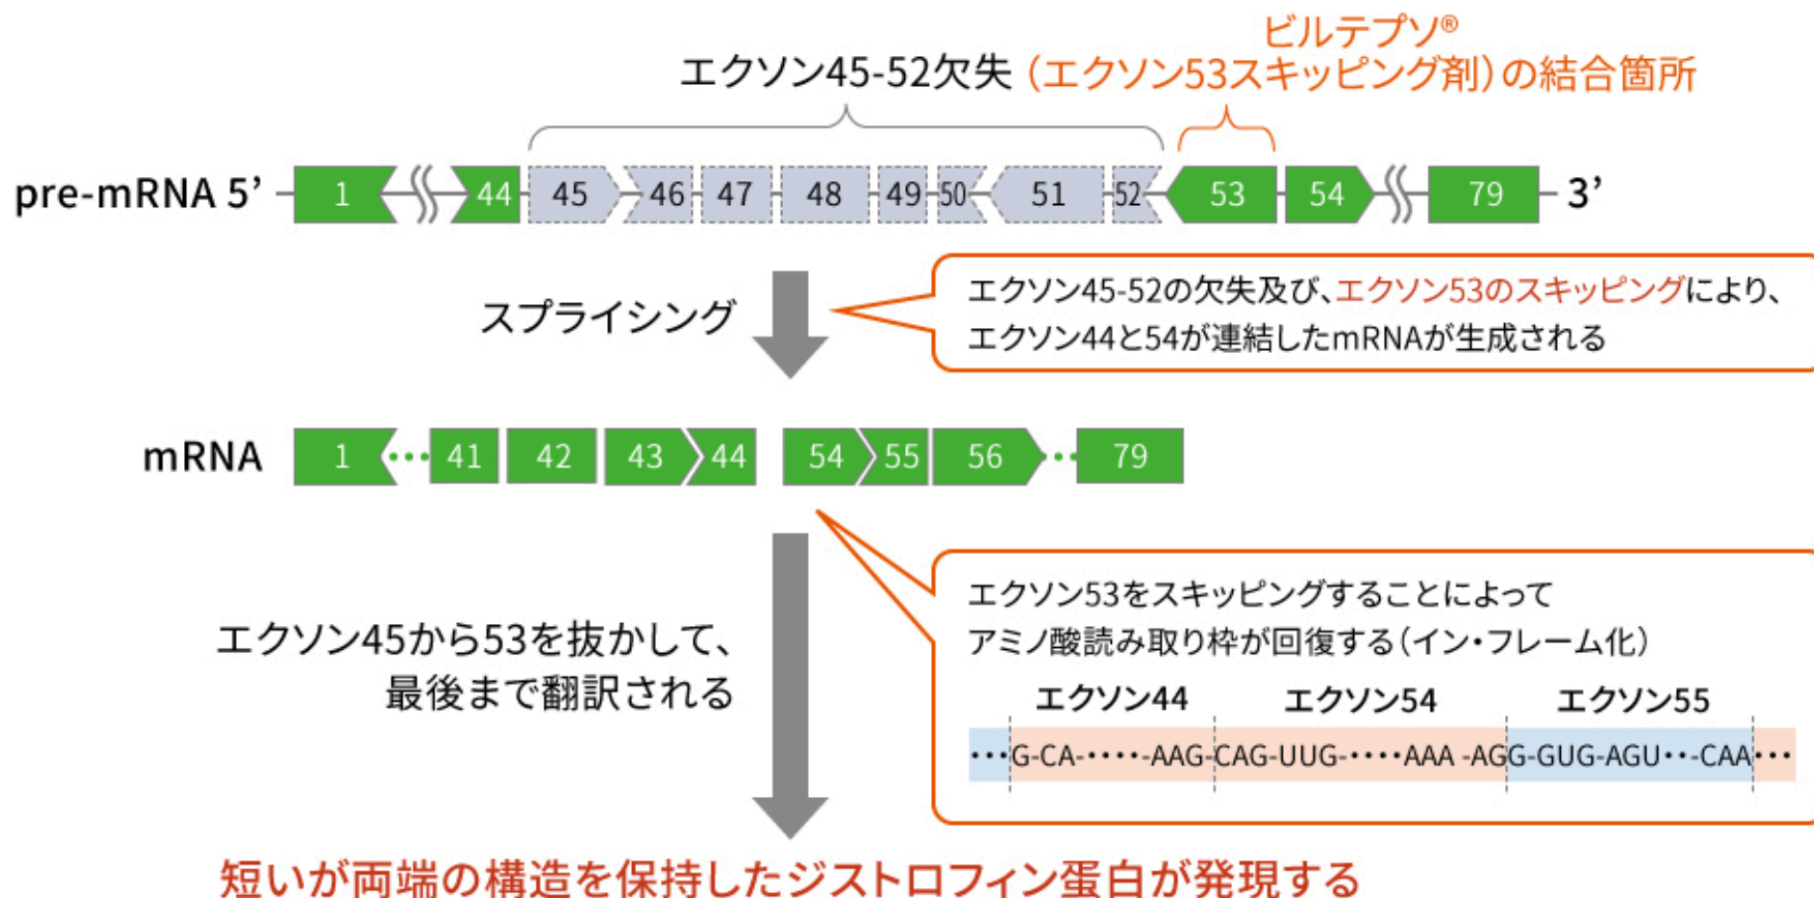 ビルテプソ®
エクソン45-52欠失（エクソン53スキッピング剤）の結合箇所
pre-mRNA 5’ 1 44 45 46 47 48 49 50 51 52 53 54 79 3’
スプライシング
エクソン45-52の欠失及び、エクソン53のスキッピングにより、
エクソン44と54が連結したmRNAが生成される
mRNA 1 41 42 43 44 54 55 56 79
エクソン45から53を抜かして、
最後まで翻訳される
エクソン53をスキッピングすることによって
アミノ酸読み取り枠が回復する（イン・フレーム化）
エクソン44 エクソン54 エクソン55
･･･G-CA-････-AAG-CAG-UUG-････AAA -AGG-GUG-AGU･･-CAA･･･
短いが両端の構造を保持したジストロフィン蛋白が発現する